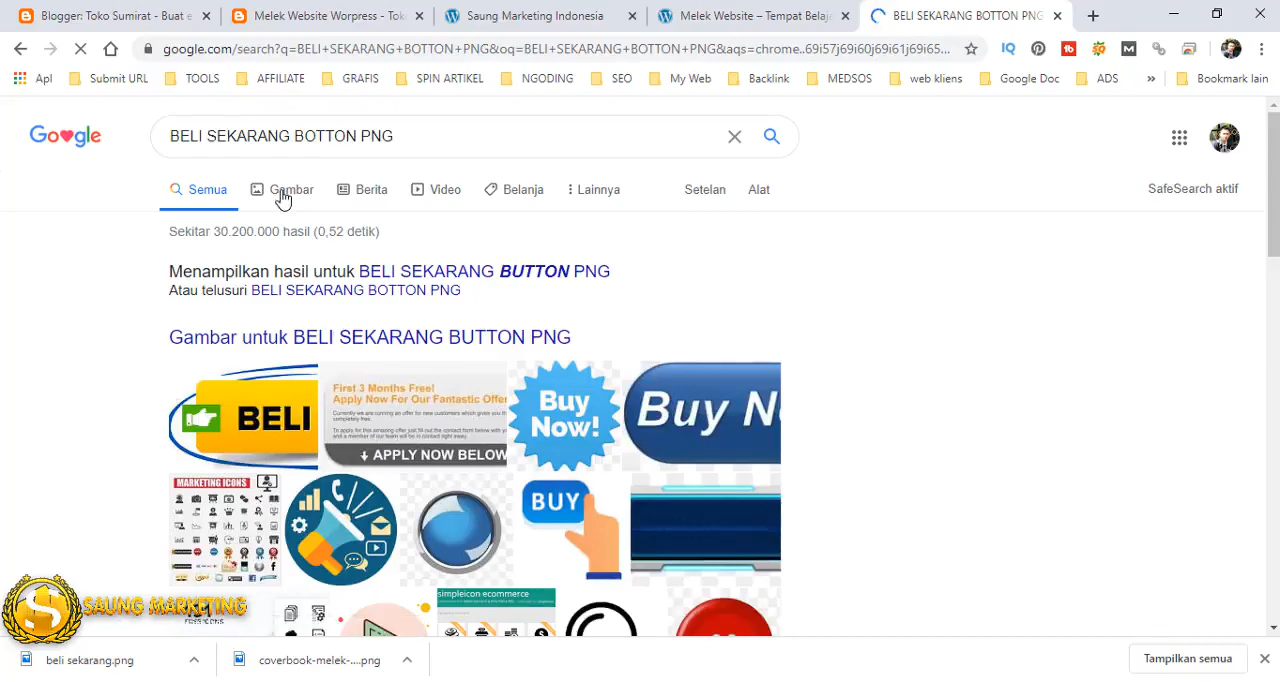 Blogger: Toko Sumirat - Buat e
Melek Website Worpress - Tok
Saung Marketing Indonesia
Melek Website – Tempat Belaj
BELI SEKARANG BOTTON PNG
google.com/search?q=BELI+SEKARANG+BOTTON+PNG&oq=BELI+SEKARANG+BOTTON+PNG&aqs=chrome..69i57j69i60j69i61j69i65...
Apl
Submit URL
TOOLS
AFFILIATE
GRAFIS
SPIN ARTIKEL
NGODING
SEO
My Web
Backlink
MEDSOS
web kliens
Google Doc
ADS
Bookmark lain
BELI SEKARANG BOTTON PNG
Semua
Gambar
Berita
Video
Belanja
Lainnya
Setelan
Alat
SafeSearch aktif
Sekitar 30.200.000 hasil (0,52 detik)
Menampilkan hasil untuk BELI SEKARANG BUTTON PNG
Atau telusuri BELI SEKARANG BOTTON PNG
Gambar untuk BELI SEKARANG BUTTON PNG
BELI
First 3 Months Free!
Apply Now For Our Fantastic Offer
APPLY NOW BELOW
Buy
Now!
Buy N
MARKETING ICONS
BUY
simpleicon ecommerce
SAUNG MARKETING
beli sekarang.png
coverbook-melek-....png
Tampilkan semua